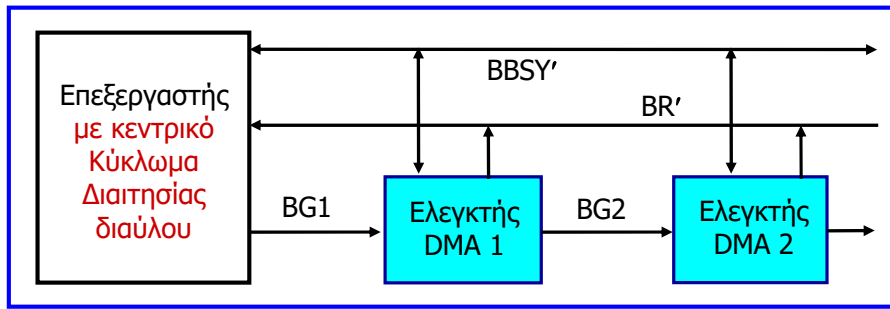 BBSY′
BR′
Επεξεργαστής
με κεντρικό
Κύκλωμα
Διαιτησίας
διαύλου
BG1
Ελεγκτής
DMA 1
BG2
Ελεγκτής
DMA 2